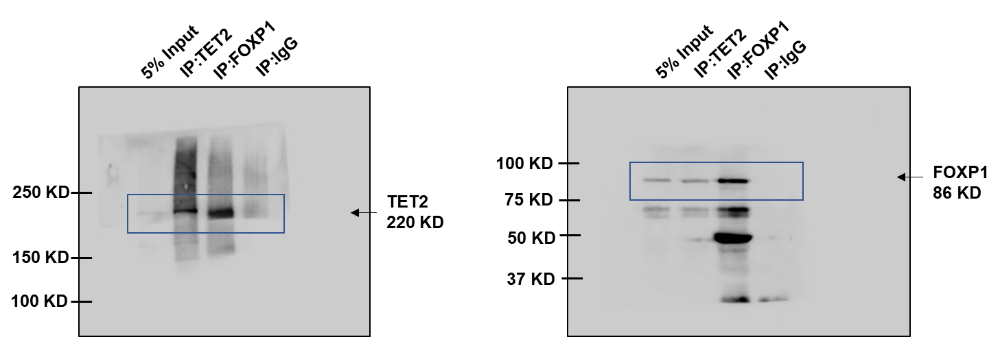 5% Input
IP:TET2
IP:FOXP1
IP:IgG
250 KD
150 KD
100 KD
TET2
220 KD
5% Input
IP:TET2
IP:FOXP1
IP:IgG
100 KD
75 KD
50 KD
37 KD
FOXP1
86 KD